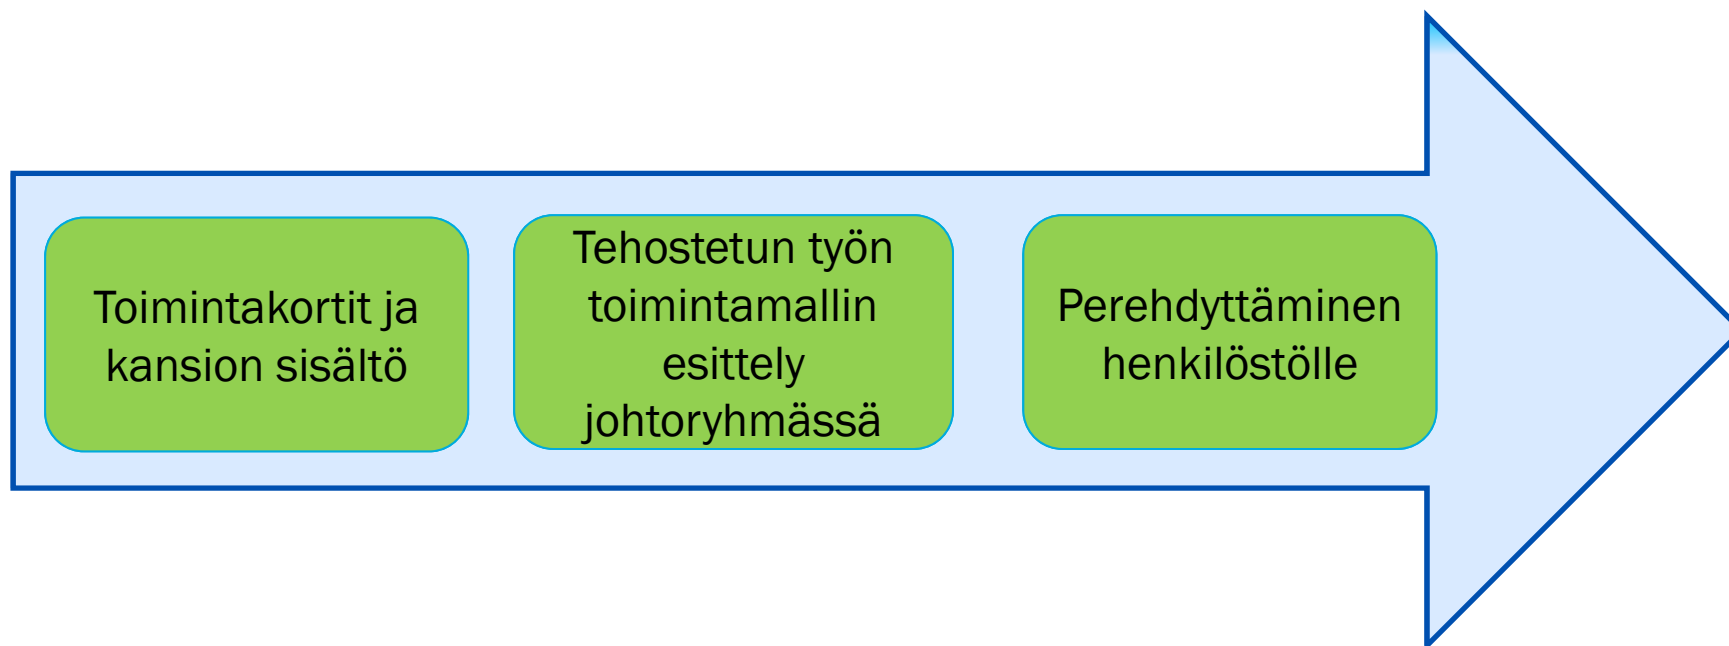 Toimintakortit ja
kansion sisältö
Tehostetun työn
toimintamallin
esittely
johtoryhmässä
Perehdyttäminen
henkilöstölle